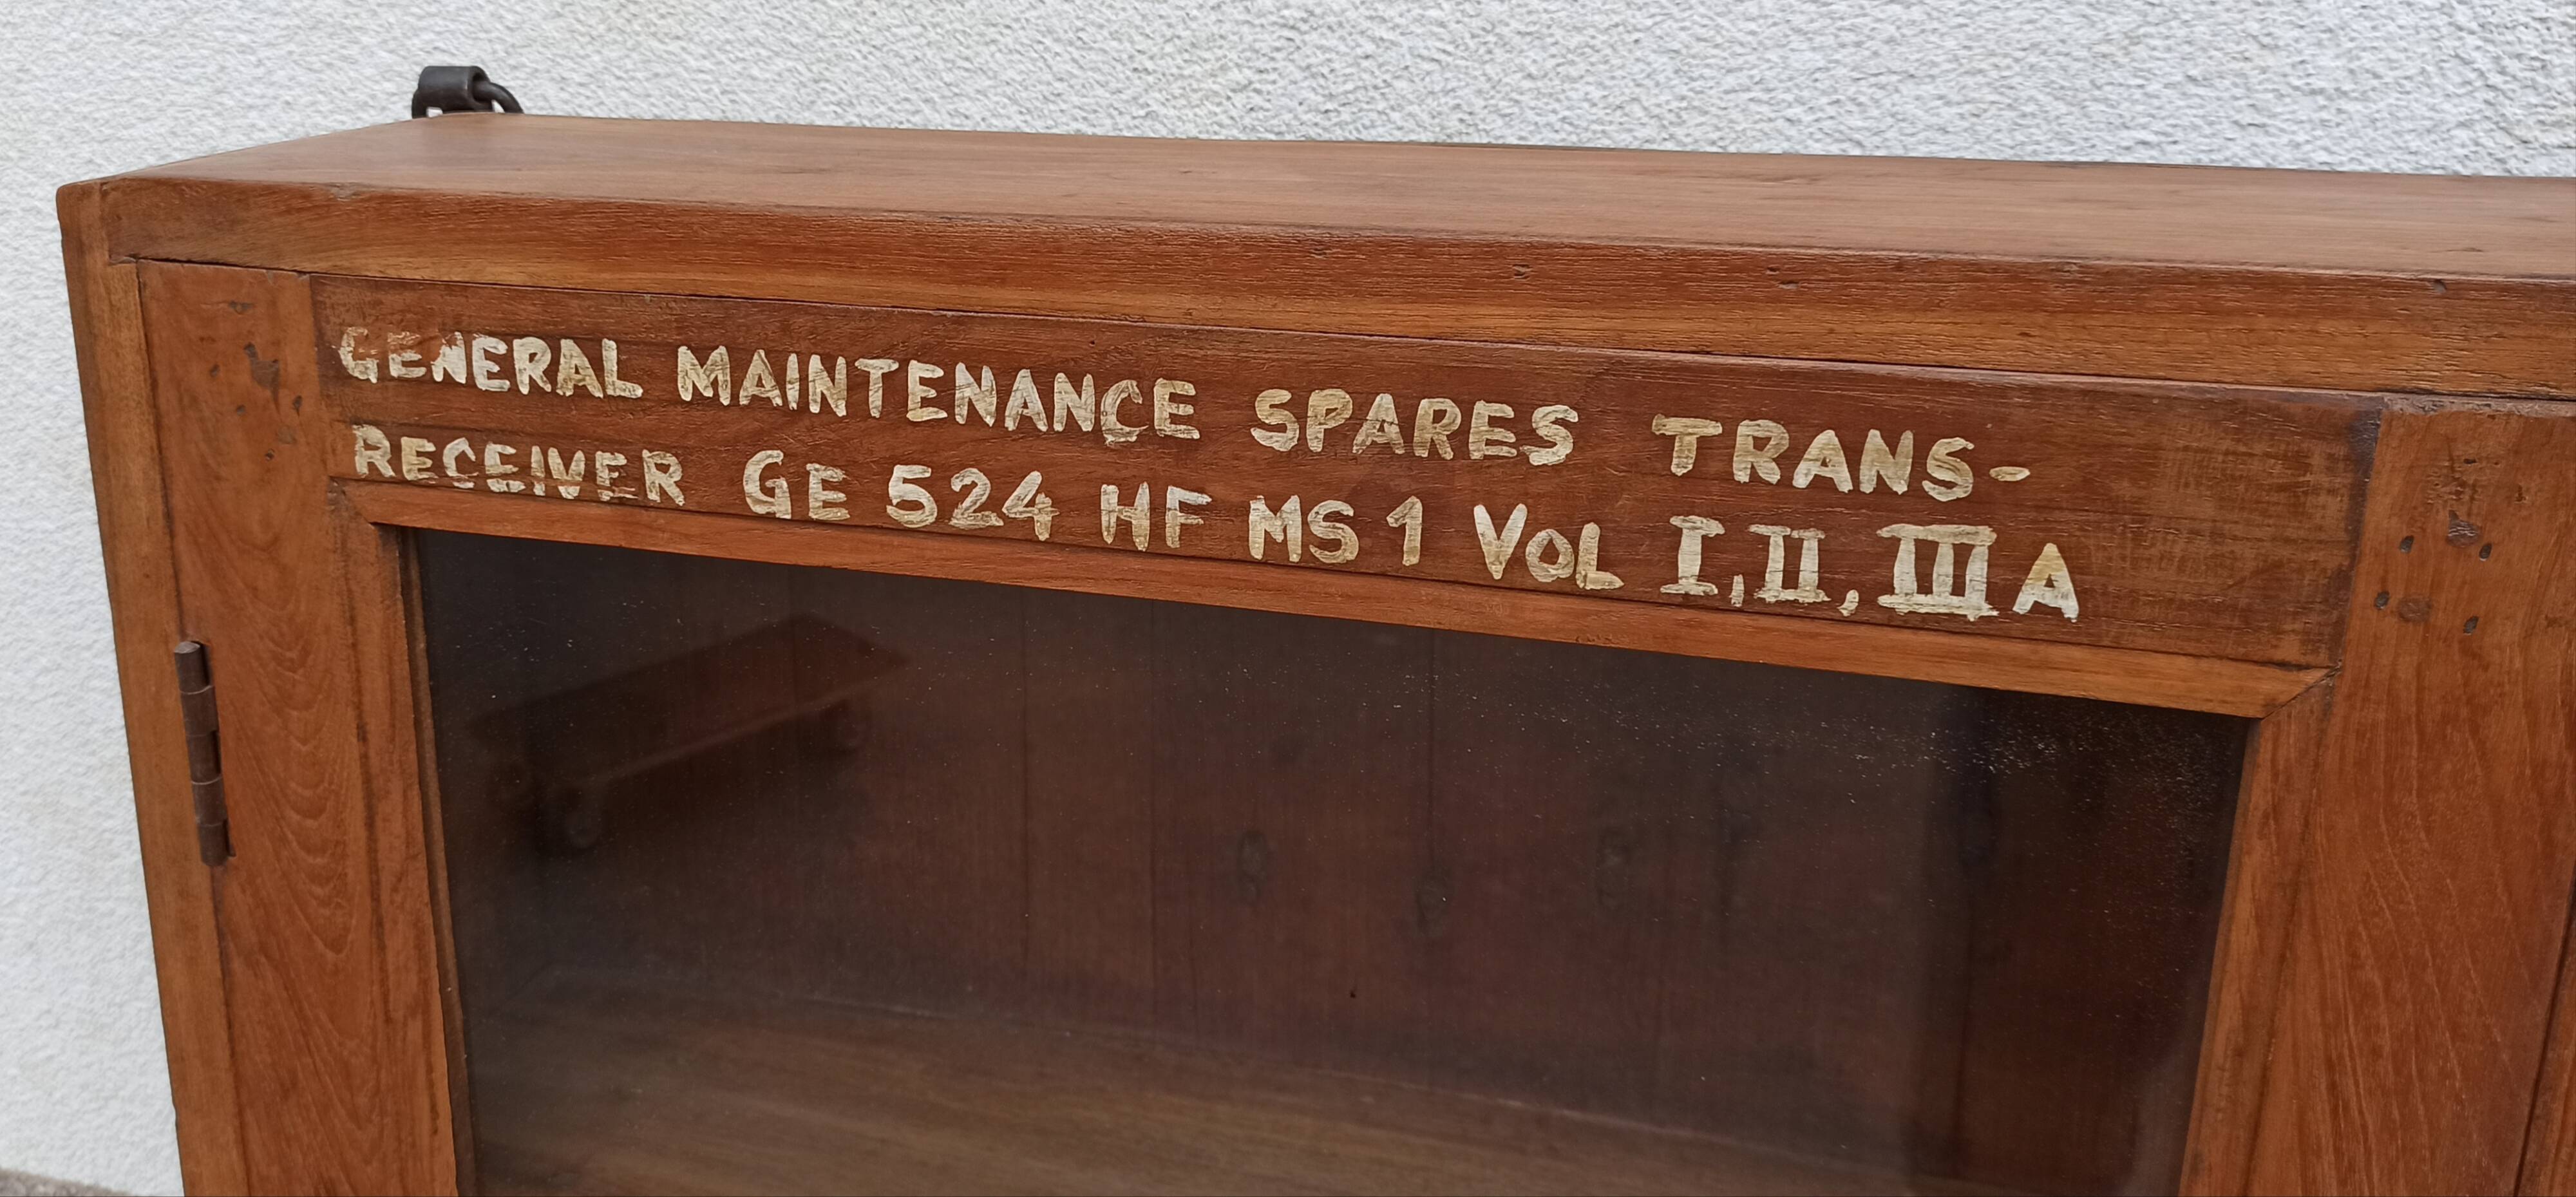 GENERAL MAINTENANCE SPARES TRANS-
RECEIVER GE 524 HF MS 1 VOL I, II, III A